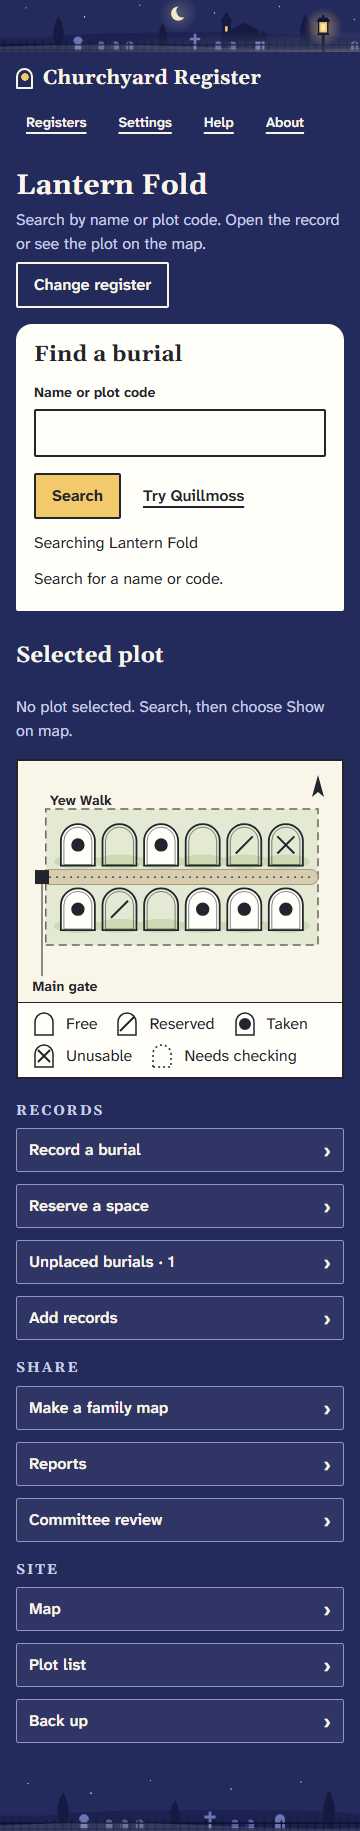 Churchyard Register
Registers Settings Help About
Lantern Fold
Search by name or plot code. Open the record
or see the plot on the map.
Change register
Find a burial
Name or plot code
Search Try Quillmoss
Searching Lantern Fold
Search for a name or code.
Selected plot
No plot selected. Search, then choose Show
on map.
Yew Walk
Main gate
Free Reserved Taken
Unusable Needs checking
RECORDS
Record a burial
Reserve a space
Unplaced burials · 1
Add records
SHARE
Make a family map
Reports
Committee review
SITE
Map
Plot list
Back up